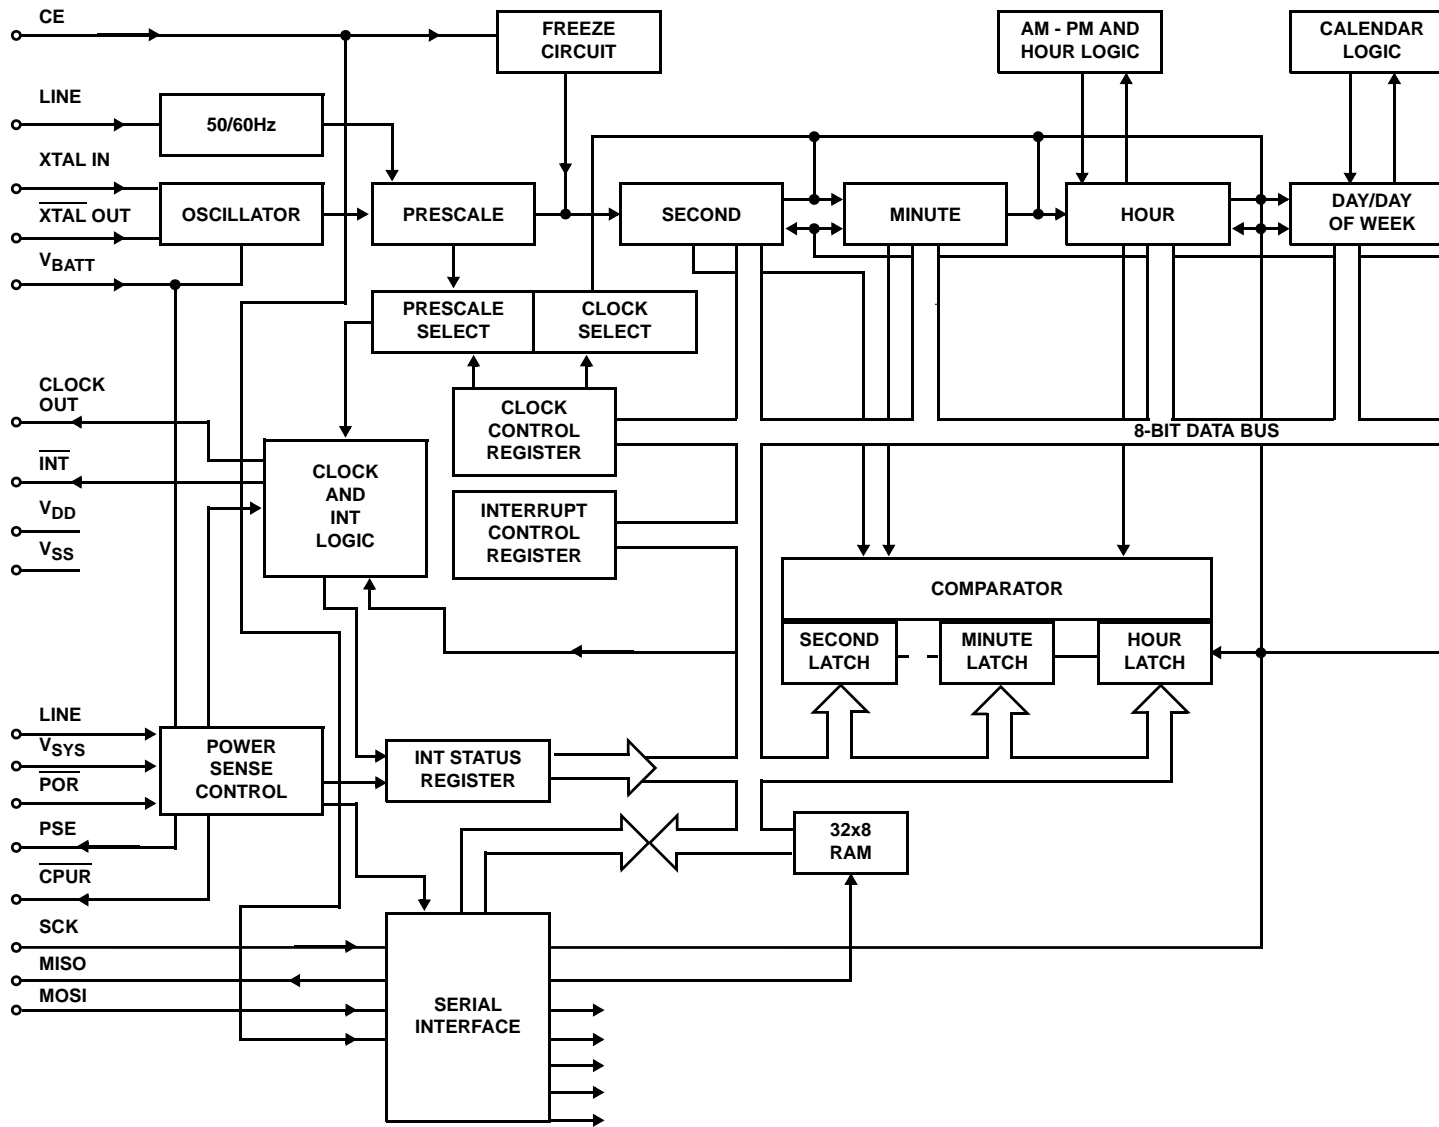 CE
FREEZE
CIRCUIT
AM - PM AND
HOUR LOGIC
CALENDAR
LOGIC
LINE
50/60Hz
XTAL IN
XTAL OUT
OSCILLATOR
PRESCALE
SECOND
MINUTE
HOUR
DAY/DAY
OF WEEK
VBATT
PRESCALE
SELECT
CLOCK
SELECT
CLOCK
OUT
CLOCK
CONTROL
REGISTER
8-BIT DATA BUS
INT
CLOCK
AND
INT
LOGIC
VDD
INTERRUPT
CONTROL
REGISTER
VSS
COMPARATOR
SECOND
LATCH
MINUTE
LATCH
HOUR
LATCH
LINE
VSYS
POR
POWER
SENSE
CONTROL
INT STATUS
REGISTER
PSE
32x8
RAM
CPUR
SCK
MISO
MOSI
SERIAL
INTERFACE